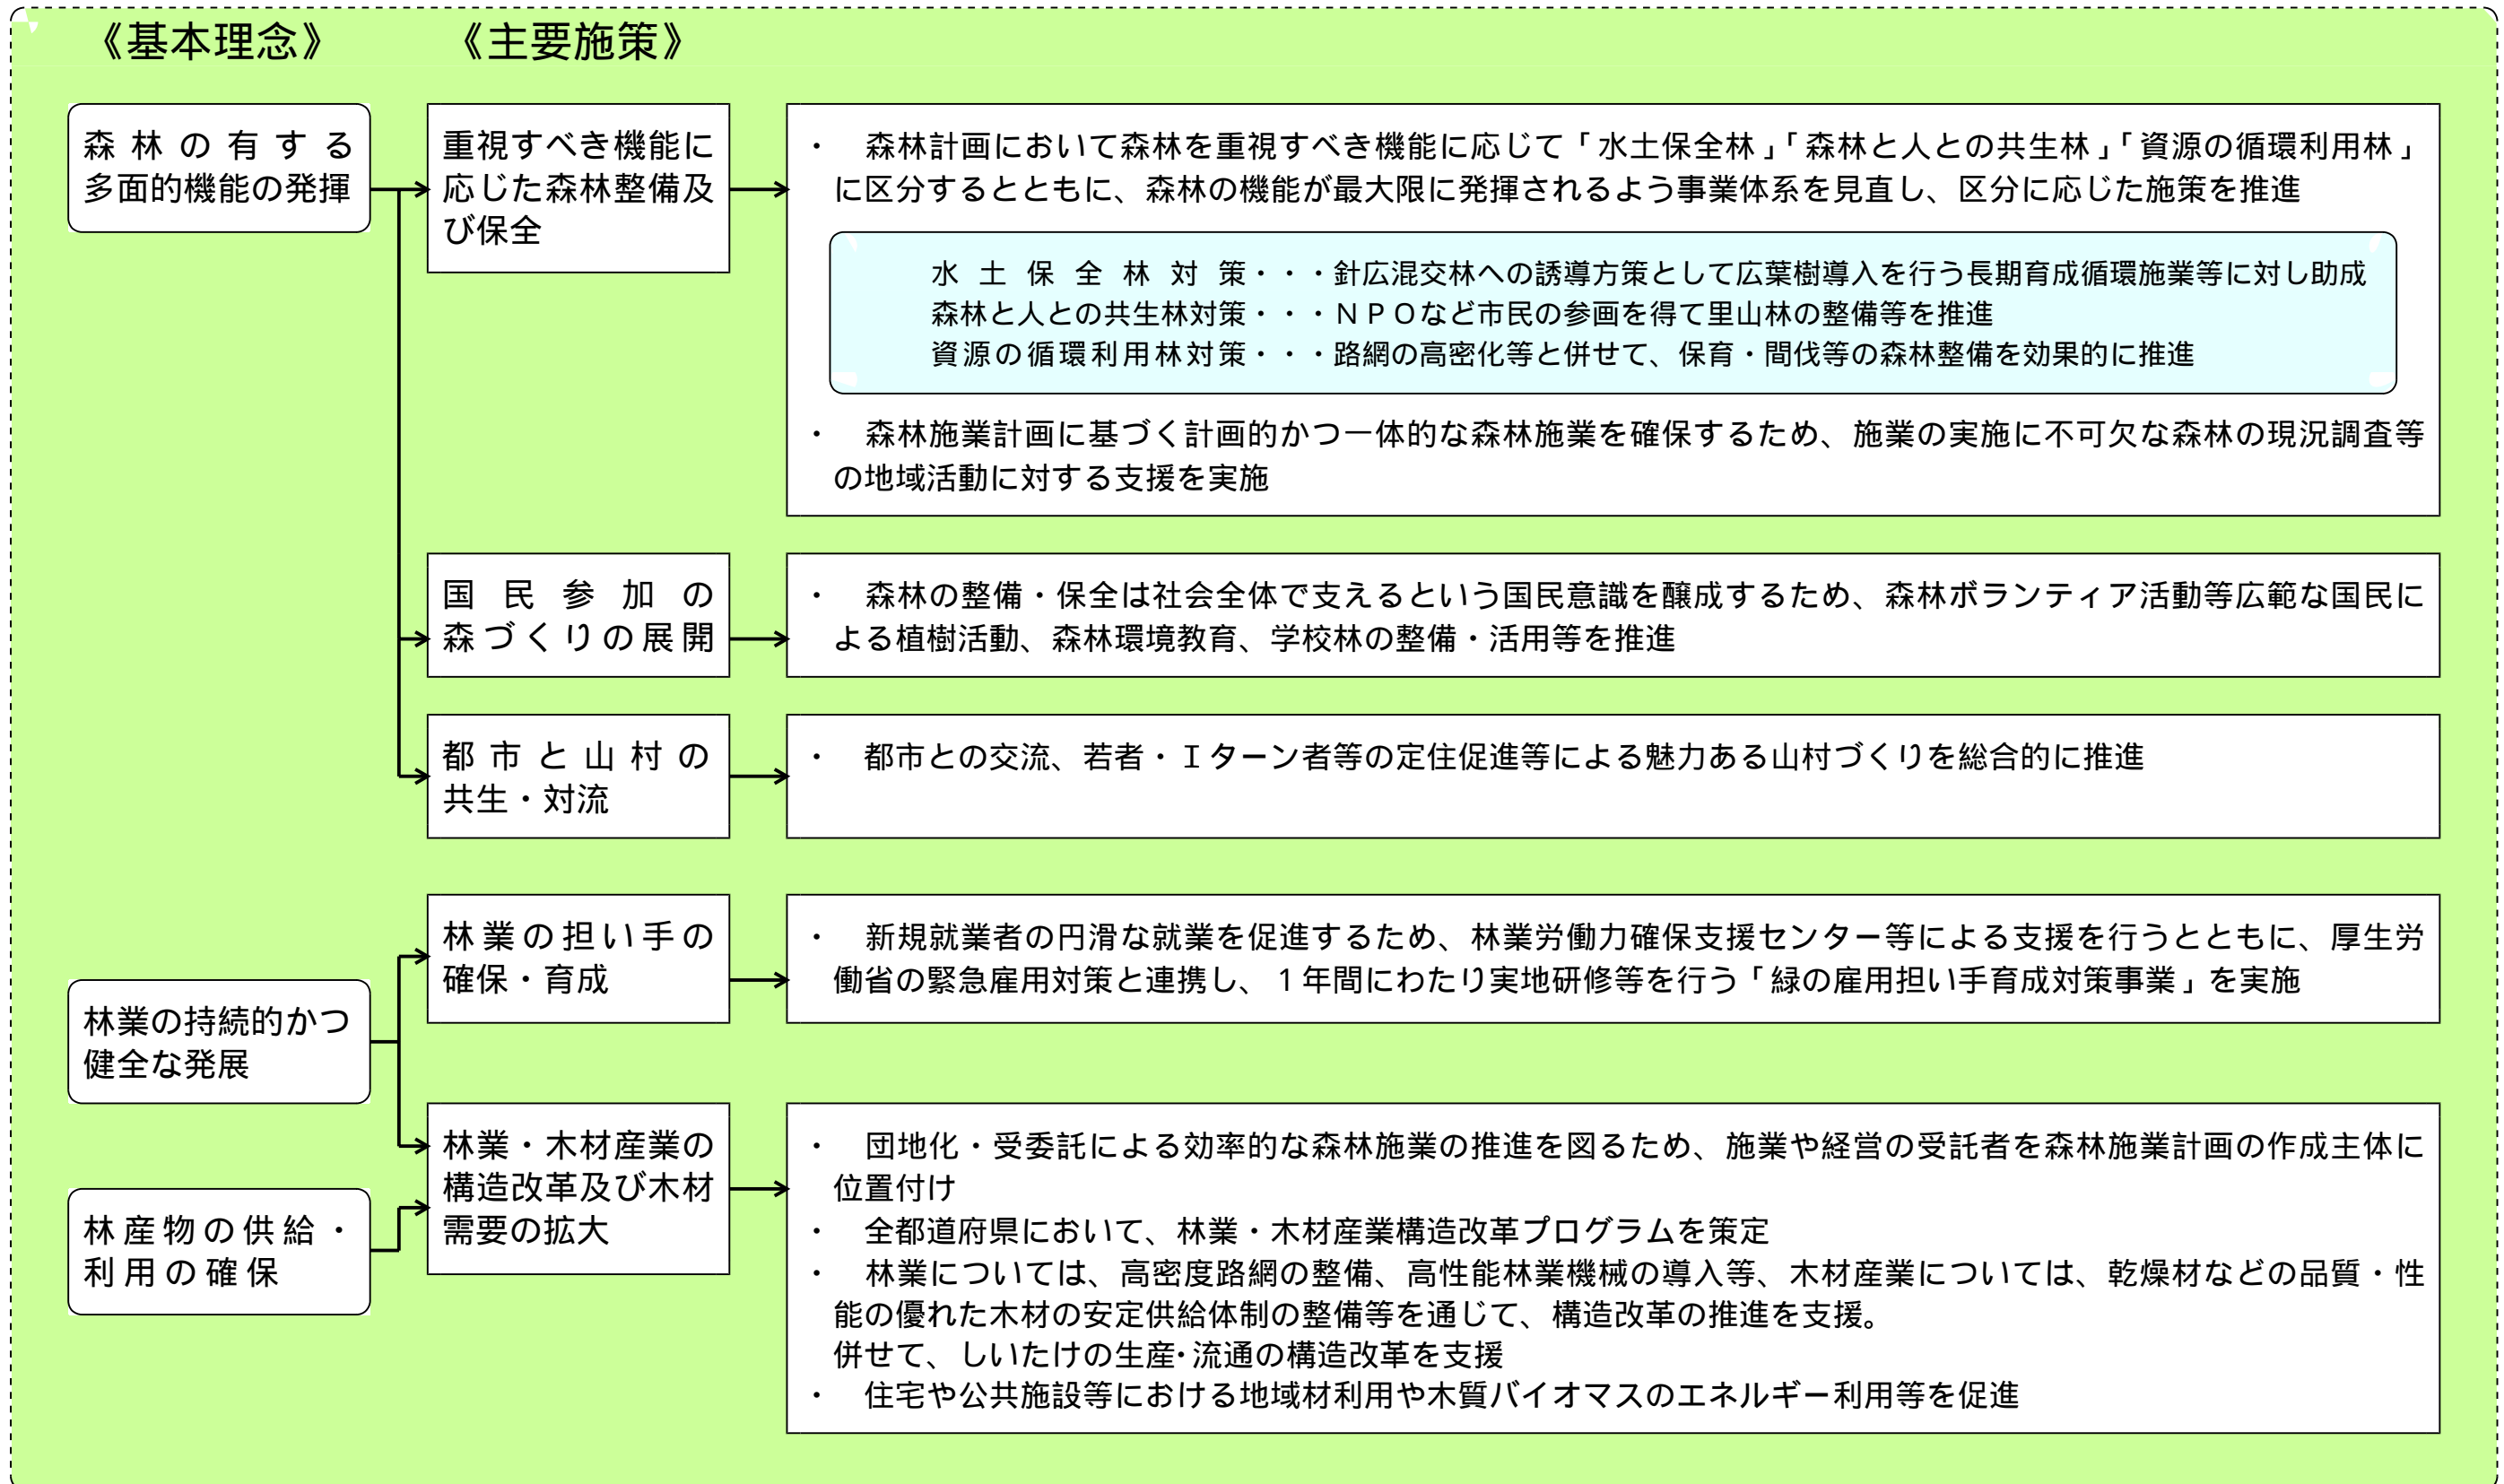 《基本理念》
《主要施策》
森林の有する
多面的機能の発揮
重視すべき機能に
応じた森林整備及
び保全
・　森林計画において森林を重視すべき機能に応じて「水土保全林」「森林と人との共生林」「資源の循環利用林」
に区分するとともに、森林の機能が最大限に発揮されるよう事業体系を見直し、区分に応じた施策を推進
水土保全林対策・・・針広混交林への誘導方策として広葉樹導入を行う長期育成循環施業等に対し助成
森林と人との共生林対策・・・ＮＰＯなど市民の参画を得て里山林の整備等を推進
資源の循環利用林対策・・・路網の高密化等と併せて、保育・間伐等の森林整備を効果的に推進
・　森林施業計画に基づく計画的かつ一体的な森林施業を確保するため、施業の実施に不可欠な森林の現況調査等
の地域活動に対する支援を実施
国民参加の
森づくりの展開
・　森林の整備・保全は社会全体で支えるという国民意識を醸成するため、森林ボランティア活動等広範な国民に
よる植樹活動、森林環境教育、学校林の整備・活用等を推進
都市と山村の
共生・対流
・　都市との交流、若者・Ｉターン者等の定住促進等による魅力ある山村づくりを総合的に推進
林業の持続的かつ
健全な発展
林業の担い手の
確保・育成
・　新規就業者の円滑な就業を促進するため、林業労働力確保支援センター等による支援を行うとともに、厚生労
働省の緊急雇用対策と連携し、１年間にわたり実地研修等を行う「緑の雇用担い手育成対策事業」を実施
林産物の供給・
利用の確保
林業・木材産業の
構造改革及び木材
需要の拡大
・　団地化・受委託による効率的な森林施業の推進を図るため、施業や経営の受託者を森林施業計画の作成主体に
位置付け
・　全都道府県において、林業・木材産業構造改革プログラムを策定
・　林業については、高密度路網の整備、高性能林業機械の導入等、木材産業については、乾燥材などの品質・性
能の優れた木材の安定供給体制の整備等を通じて、構造改革の推進を支援。
併せて、しいたけの生産・流通の構造改革を支援
・　住宅や公共施設等における地域材利用や木質バイオマスのエネルギー利用等を促進